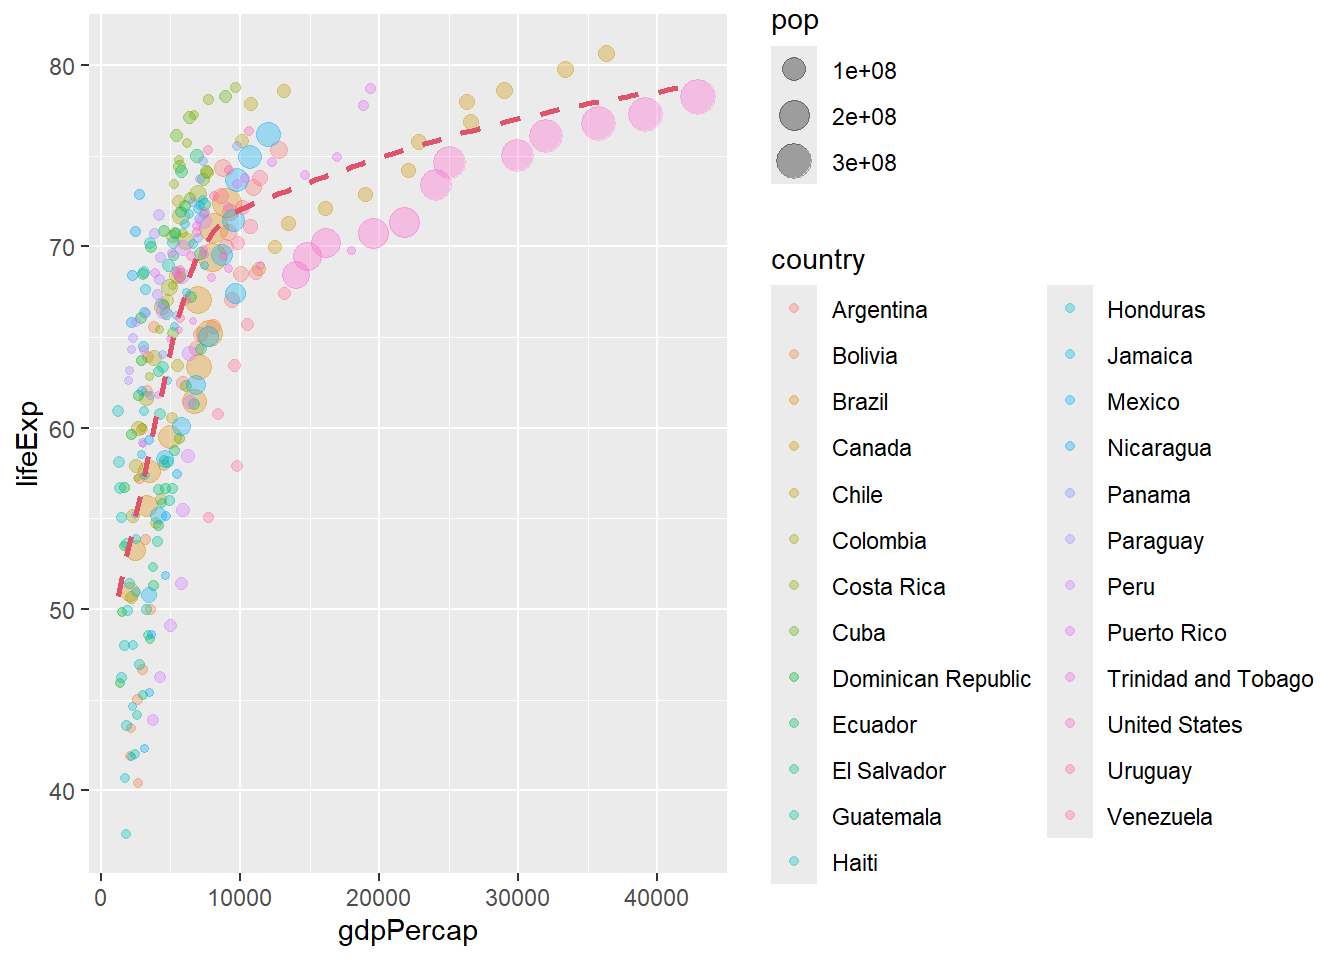 lifeExp
80
70
60
50
40
0
10000
20000
30000
40000
gdpPercap
pop
1e+08
2e+08
3e+08
country
Argentina
Bolivia
Brazil
Canada
Chile
Colombia
Costa Rica
Cuba
Dominican Republic
Ecuador
El Salvador
Guatemala
Haiti
Honduras
Jamaica
Mexico
Nicaragua
Panama
Paraguay
Peru
Puerto Rico
Trinidad and Tobago
United States
Uruguay
Venezuela